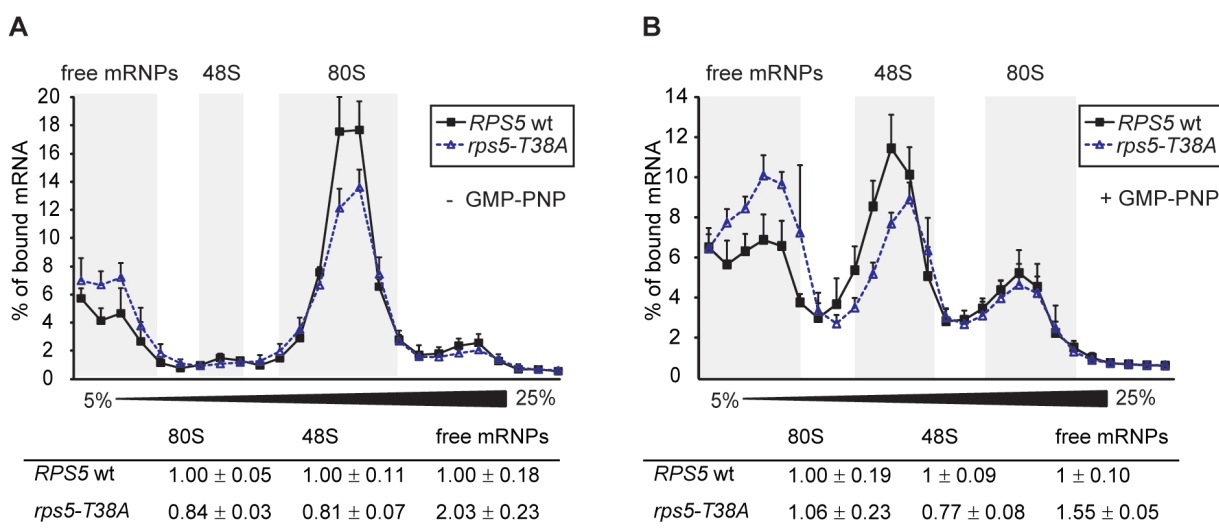 A
free mRNPs 48S 80S
20
18
16
14
12
10
8
6
4
2
0
% of bound mRNA
RPS5 wt
rps5-T38A
- GMP-PNP
5% 25%
80S 48S free mRNPs
RPS5 wt 1.00 ± 0.05 1.00 ± 0.11 1.00 ± 0.18
rps5-T38A 0.84 ± 0.03 0.81 ± 0.07 2.03 ± 0.23
B
free mRNPs 48S 80S
14
12
10
8
6
4
2
0
% of bound mRNA
RPS5 wt
rps5-T38A
+ GMP-PNP
5% 25%
80S 48S free mRNPs
RPS5 wt 1.00 ± 0.19 1 ± 0.09 1 ± 0.10
rps5-T38A 1.06 ± 0.23 0.77 ± 0.08 1.55 ± 0.05